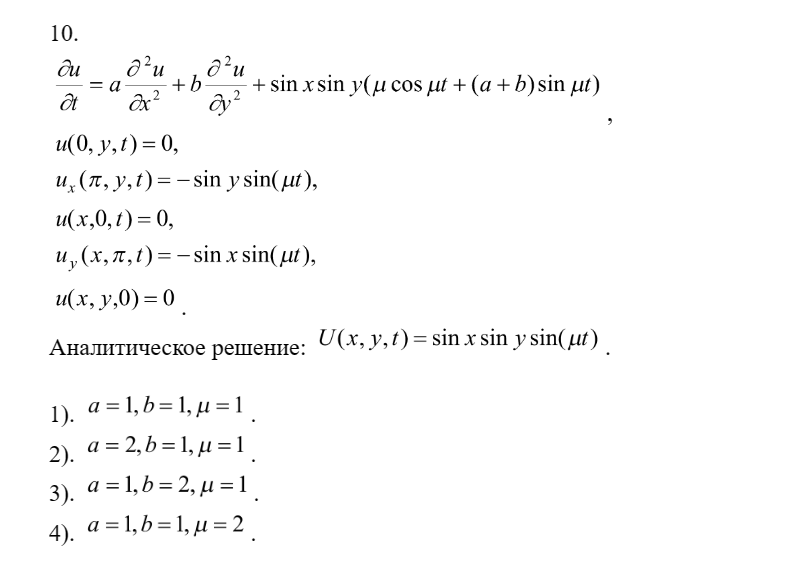 10.
∂u/∂t = a ∂²u/∂x² + b ∂²u/∂y² + sin x sin y(μ cos μt + (a + b) sin μt) ,
u(0, y, t) = 0,
uₓ(π, y, t) = − sin y sin(μt),
u(x,0, t) = 0,
u_y(x, π, t) = − sin x sin(μt),
u(x, y,0) = 0 .
Аналитическое решение: U(x, y, t) = sin x sin y sin(μt) .
1). a = 1, b = 1, μ = 1 .
2). a = 2, b = 1, μ = 1 .
3). a = 1, b = 2, μ = 1 .
4). a = 1, b = 1, μ = 2 .